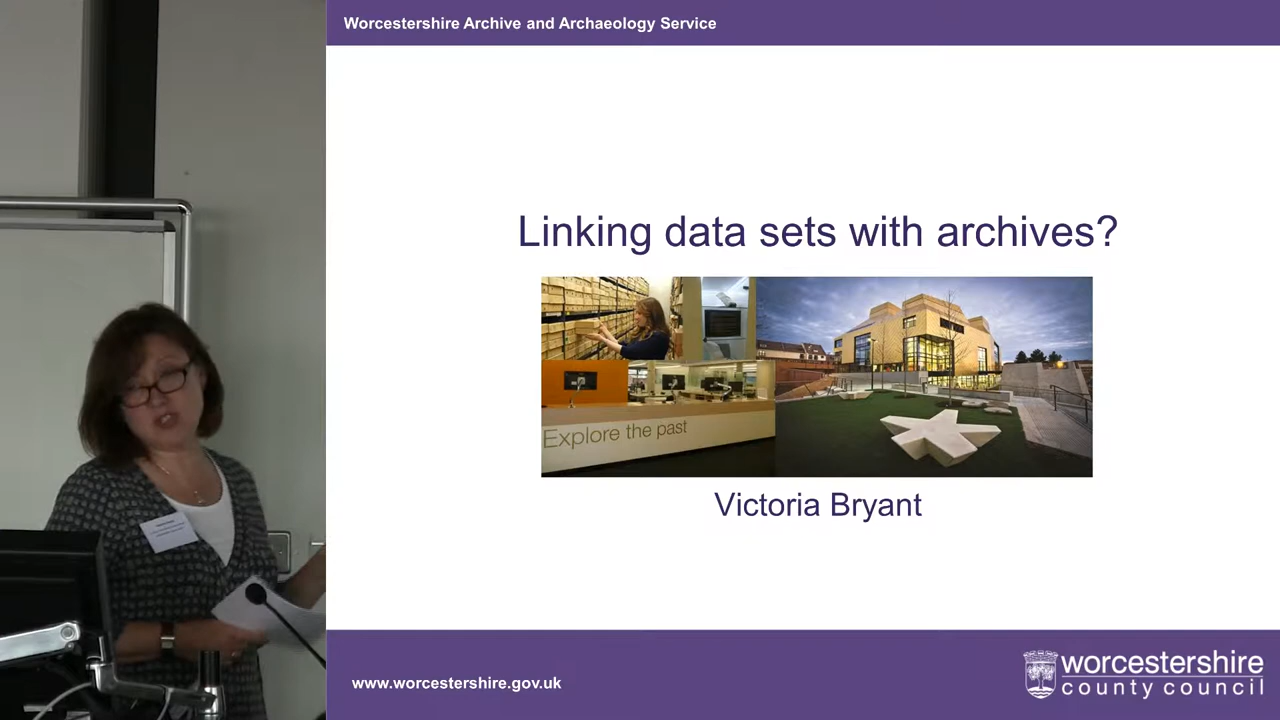 Worcestershire Archive and Archaeology Service
Linking data sets with archives?
Explore the past
Victoria Bryant
www.worcestershire.gov.uk
worcestershire
county council